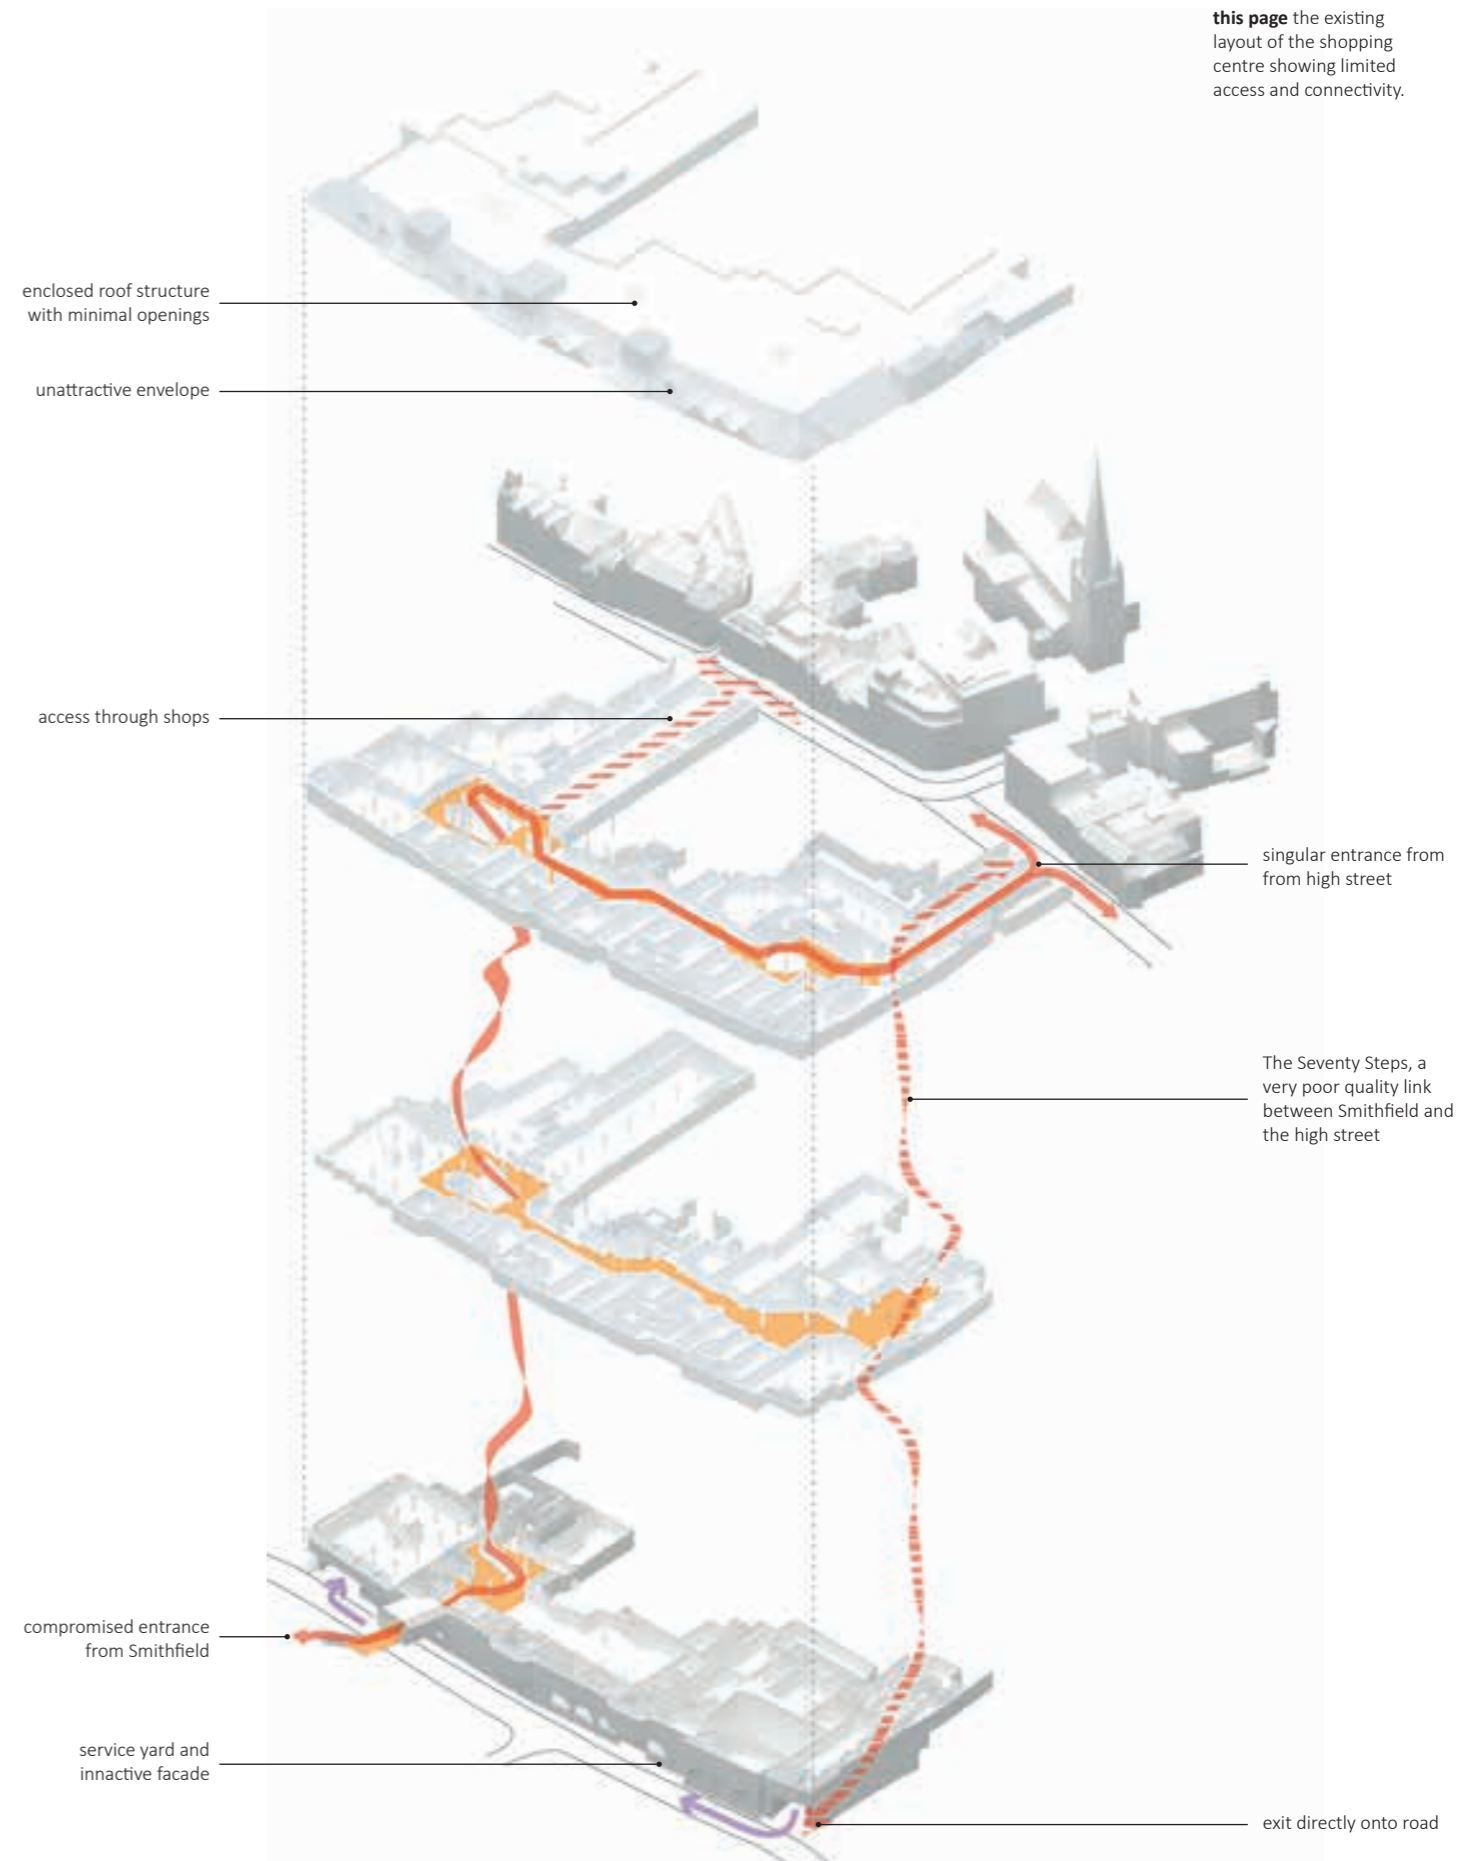 this page the existing
layout of the shopping
centre showing limited
access and connectivity.
enclosed roof structure
with minimal openings
unattractive envelope
access through shops
singular entrance from
from high street
The Seventy Steps, a
very poor quality link
between Smithfield and
the high street
compromised entrance
from Smithfield
service yard and
innactive facade
exit directly onto road